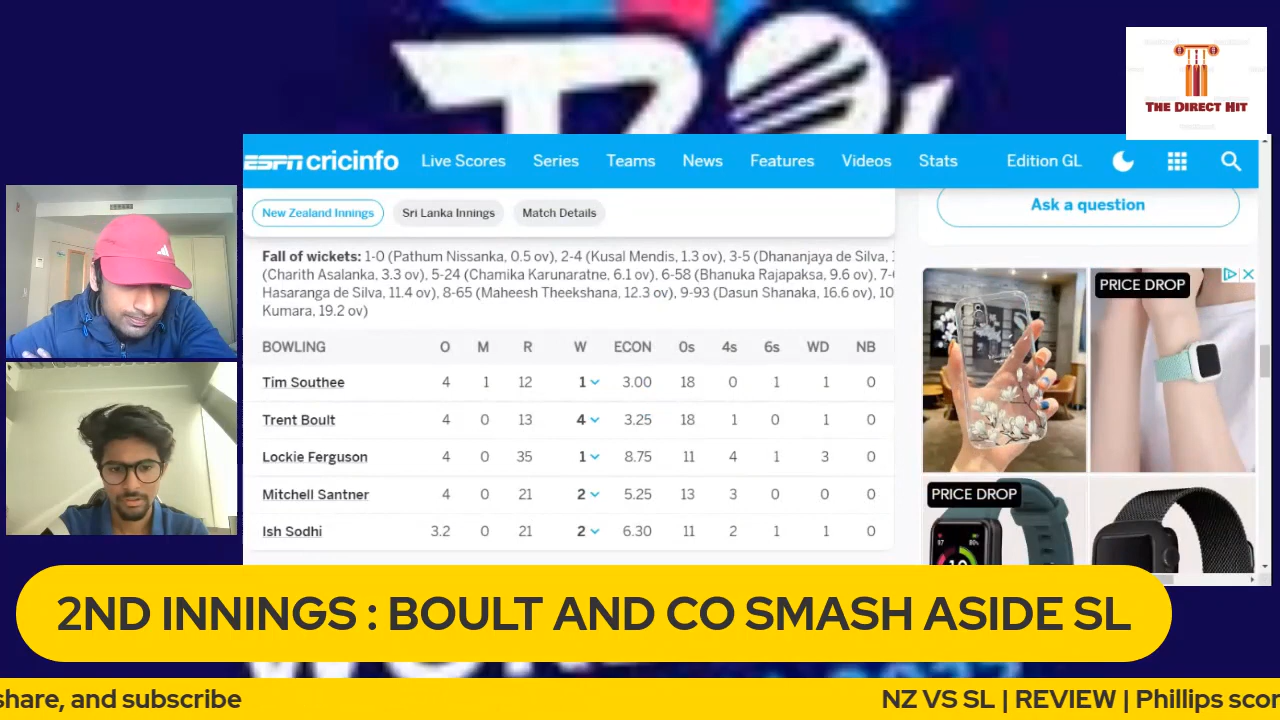 THE DIRECT HIT
ESPN cricinfo Live Scores Series Teams News Features Videos Stats Edition GL
New Zealand Innings Sri Lanka Innings Match Details
Ask a question
Fall of wickets: 1-0 (Pathum Nissanka, 0.5 ov), 2-4 (Kusal Mendis, 1.3 ov), 3-5 (Dhananjaya de Silva,
(Charith Asalanka, 3.3 ov), 5-24 (Chamika Karunaratne, 6.1 ov), 6-58 (Bhanuka Rajapaksa, 9.6 ov), 7-
Hasaranga de Silva, 11.4 ov), 8-65 (Maheesh Theekshana, 12.3 ov), 9-93 (Dasun Shanaka, 16.6 ov), 10
Kumara, 19.2 ov)
BOWLING O M R W ECON 0s 4s 6s WD NB
Tim Southee 4 1 12 1 3.00 18 0 1 1 0
Trent Boult 4 0 13 4 3.25 18 1 0 1 0
Lockie Ferguson 4 0 35 1 8.75 11 4 1 3 0
Mitchell Santner 4 0 21 2 5.25 13 3 0 0 0
Ish Sodhi 3.2 0 21 2 6.30 11 2 1 1 0
PRICE DROP
PRICE DROP
2ND INNINGS : BOULT AND CO SMASH ASIDE SL
share, and subscribe NZ VS SL | REVIEW | Phillips scor